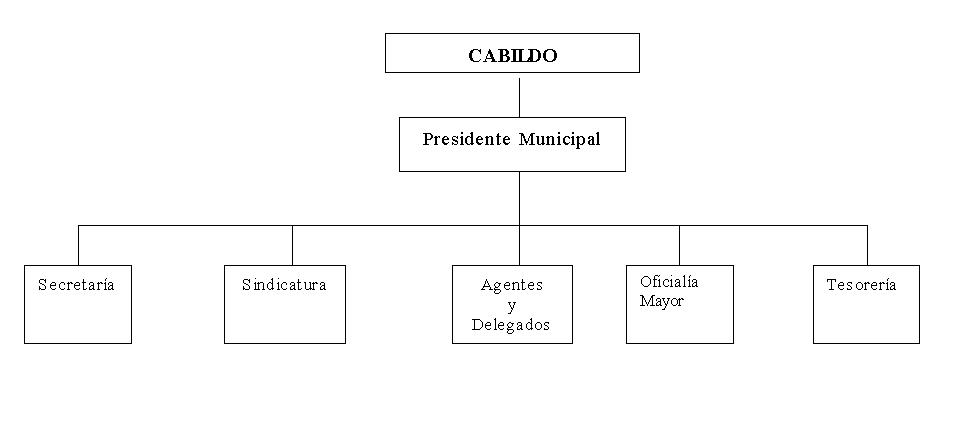 CABILDO
Presidente Municipal
Secretaría
Sindicatura
Agentes
y
Delegados
Oficialía
Mayor
Tesorería